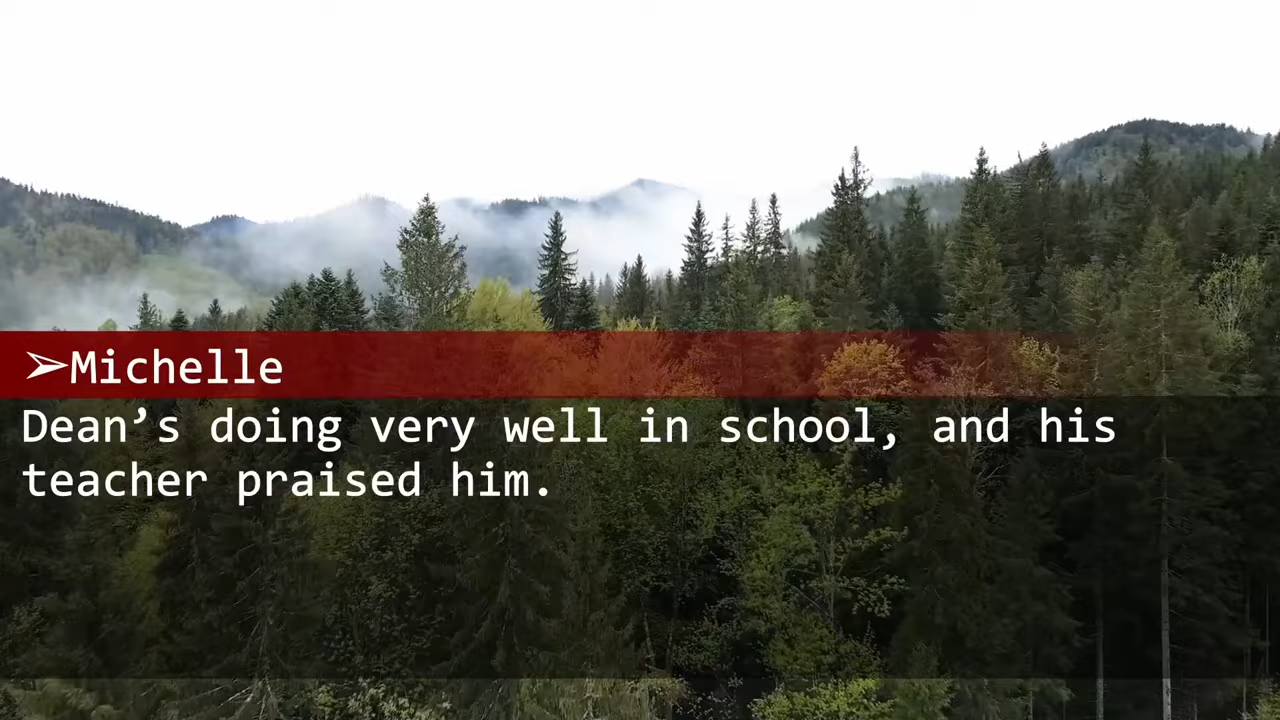 ➢Michelle
Dean’s doing very well in school, and his
teacher praised him.